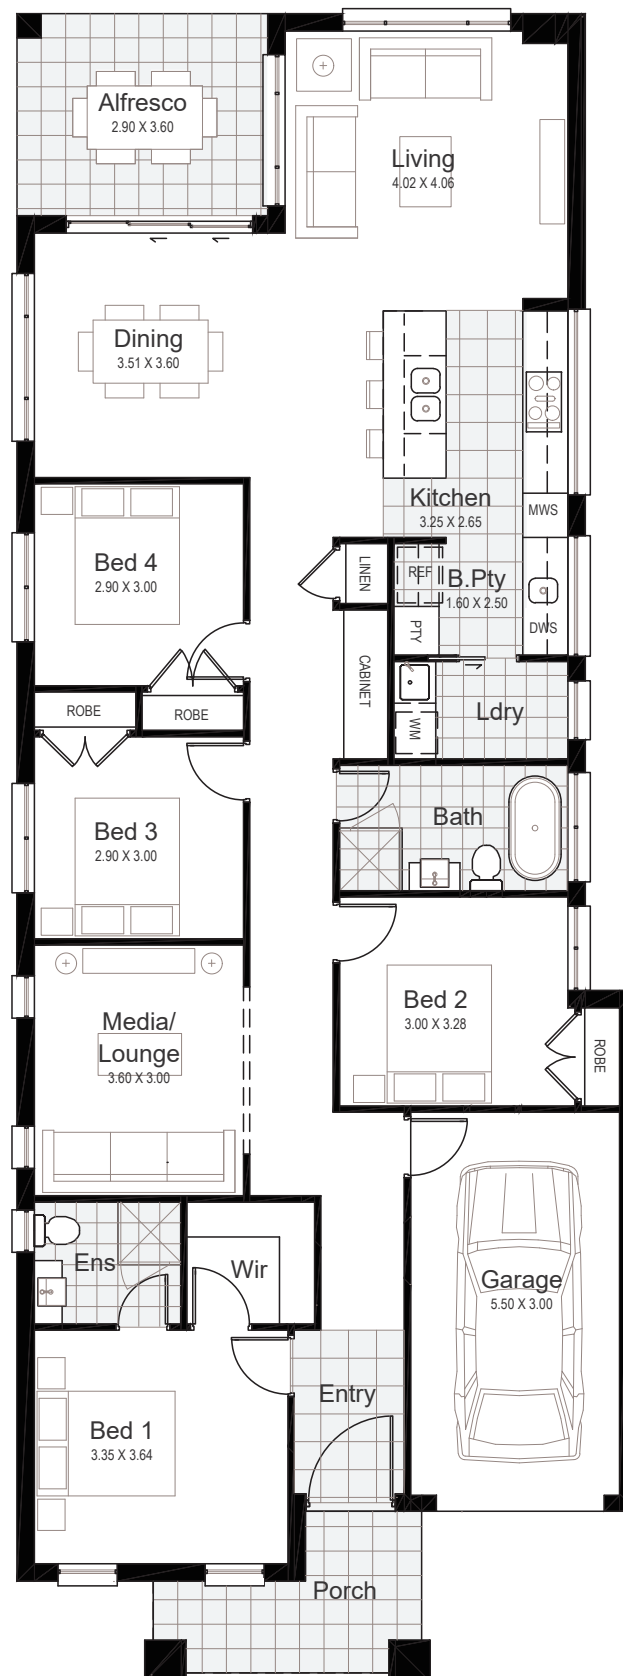 Alfresco
2.90 X 3.60
Living
4.02 X 4.06
1
1
Dining
3.51 X 3.60
Kitchen
3.25 X 2.65
MWS
Bed 4
2.90 X 3.00
LINEN
REF
B.Pty
1.60 X 2.50
PTY
DWS
1
CABINET
ROBE
ROBE
WM
Ldry
Bed 3
2.90 X 3.00
Bath
Media/
Lounge
3.60 X 3.00
Bed 2
3.00 X 3.28
ROBE
Ens
Wir
Garage
5.50 X 3.00
Entry
Bed 1
3.35 X 3.64
Porch